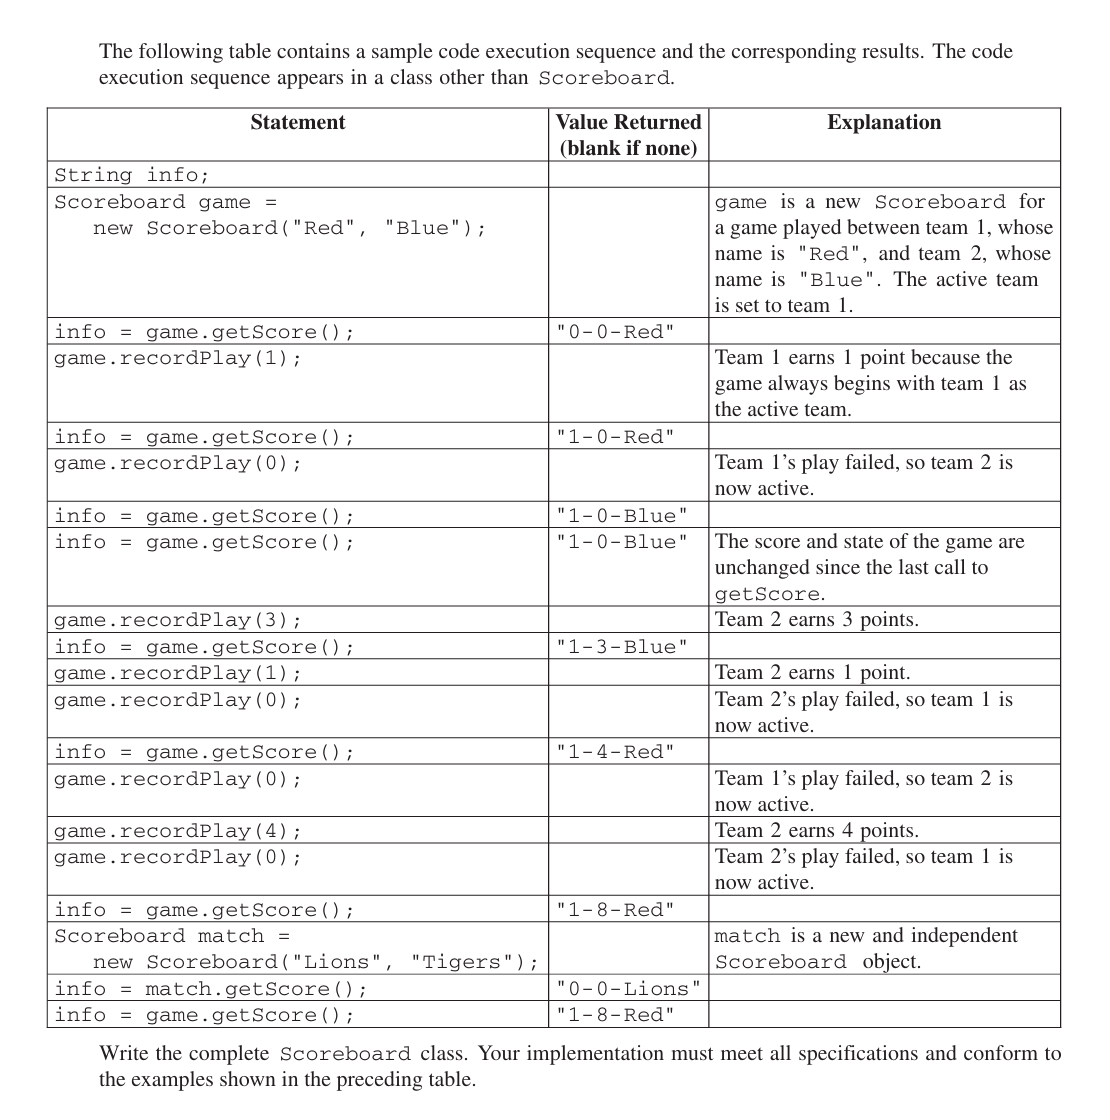 The following table contains a sample code execution sequence and the corresponding results. The code
execution sequence appears in a class other than Scoreboard.
Statement
Value Returned
(blank if none)
Explanation
String info;
Scoreboard game =
new Scoreboard("Red", "Blue");
game is a new Scoreboard for
a game played between team 1, whose
name is "Red", and team 2, whose
name is "Blue". The active team
is set to team 1.
info = game.getScore();
"0-0-Red"
game.recordPlay(1);
Team 1 earns 1 point because the
game always begins with team 1 as
the active team.
info = game.getScore();
"1-0-Red"
game.recordPlay(0);
Team 1's play failed, so team 2 is
now active.
info = game.getScore();
"1-0-Blue"
info = game.getScore();
"1-0-Blue"
The score and state of the game are
unchanged since the last call to
getScore.
game.recordPlay(3);
Team 2 earns 3 points.
info = game.getScore();
"1-3-Blue"
game.recordPlay(1);
Team 2 earns 1 point.
game.recordPlay(0);
Team 2's play failed, so team 1 is
now active.
info = game.getScore();
"1-4-Red"
game.recordPlay(0);
Team 1's play failed, so team 2 is
now active.
game.recordPlay(4);
Team 2 earns 4 points.
game.recordPlay(0);
Team 2's play failed, so team 1 is
now active.
info = game.getScore();
"1-8-Red"
Scoreboard match =
new Scoreboard("Lions", "Tigers");
match is a new and independent
Scoreboard object.
info = match.getScore();
"0-0-Lions"
info = game.getScore();
"1-8-Red"
Write the complete Scoreboard class. Your implementation must meet all specifications and conform to
the examples shown in the preceding table.